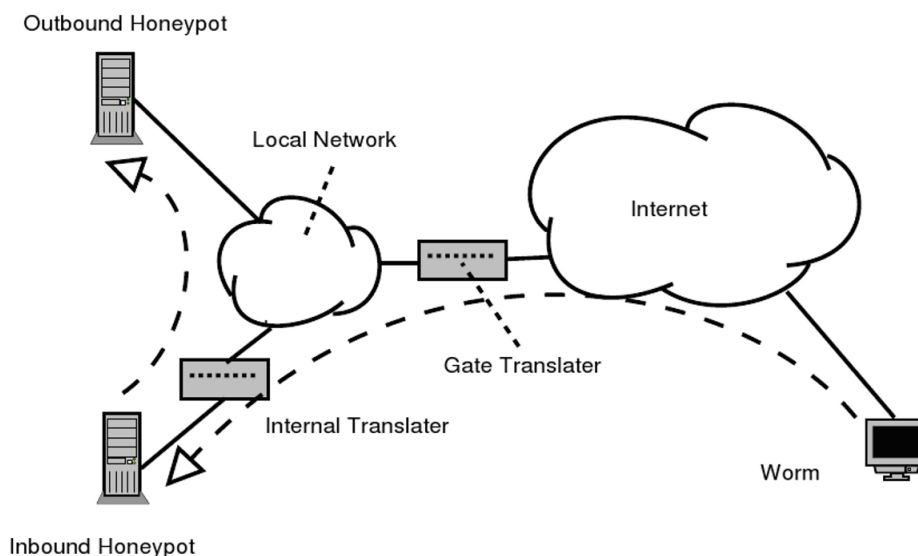 Outbound Honeypot
Local Network
Internet
Gate Translater
Internal Translater
Worm
Inbound Honeypot